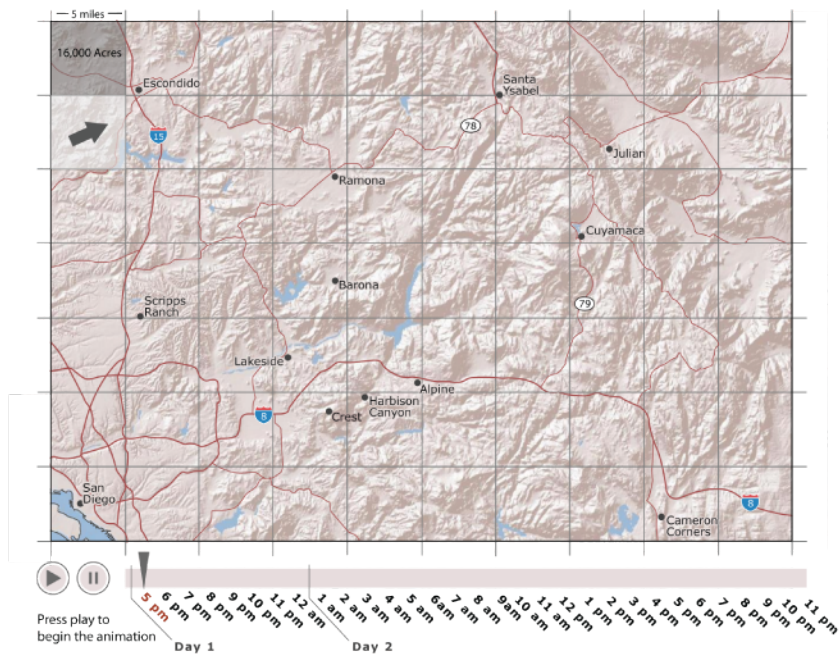 5 miles
16,000 Acres
Escondido
Santa
Ysabel
15
78
Julian
Ramona
Cuyamaca
Barona
Scripps
Ranch
79
Lakeside
Alpine
Harbison
Canyon
Crest
8
San
Diego
8
Cameron
Corners
5 pm 6 pm 7 pm 8 pm 9 pm 10 pm 11 pm 12 am 1 am 2 am 3 am 4 am 5 am 6am 7 am 8 am 9am 10 am 11 am 12 pm 1 pm 2 pm 3 pm 4 pm 5 pm 6 pm 7 pm 8 pm 9 pm 10 pm 11 pm
Press play to
begin the animation
Day 1
Day 2